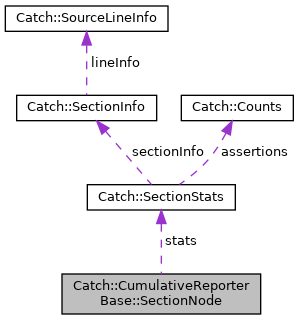 Catch::SourceLineInfo
lineInfo
Catch::SectionInfo
Catch::Counts
sectionInfo
assertions
Catch::SectionStats
stats
Catch::CumulativeReporter
Base::SectionNode